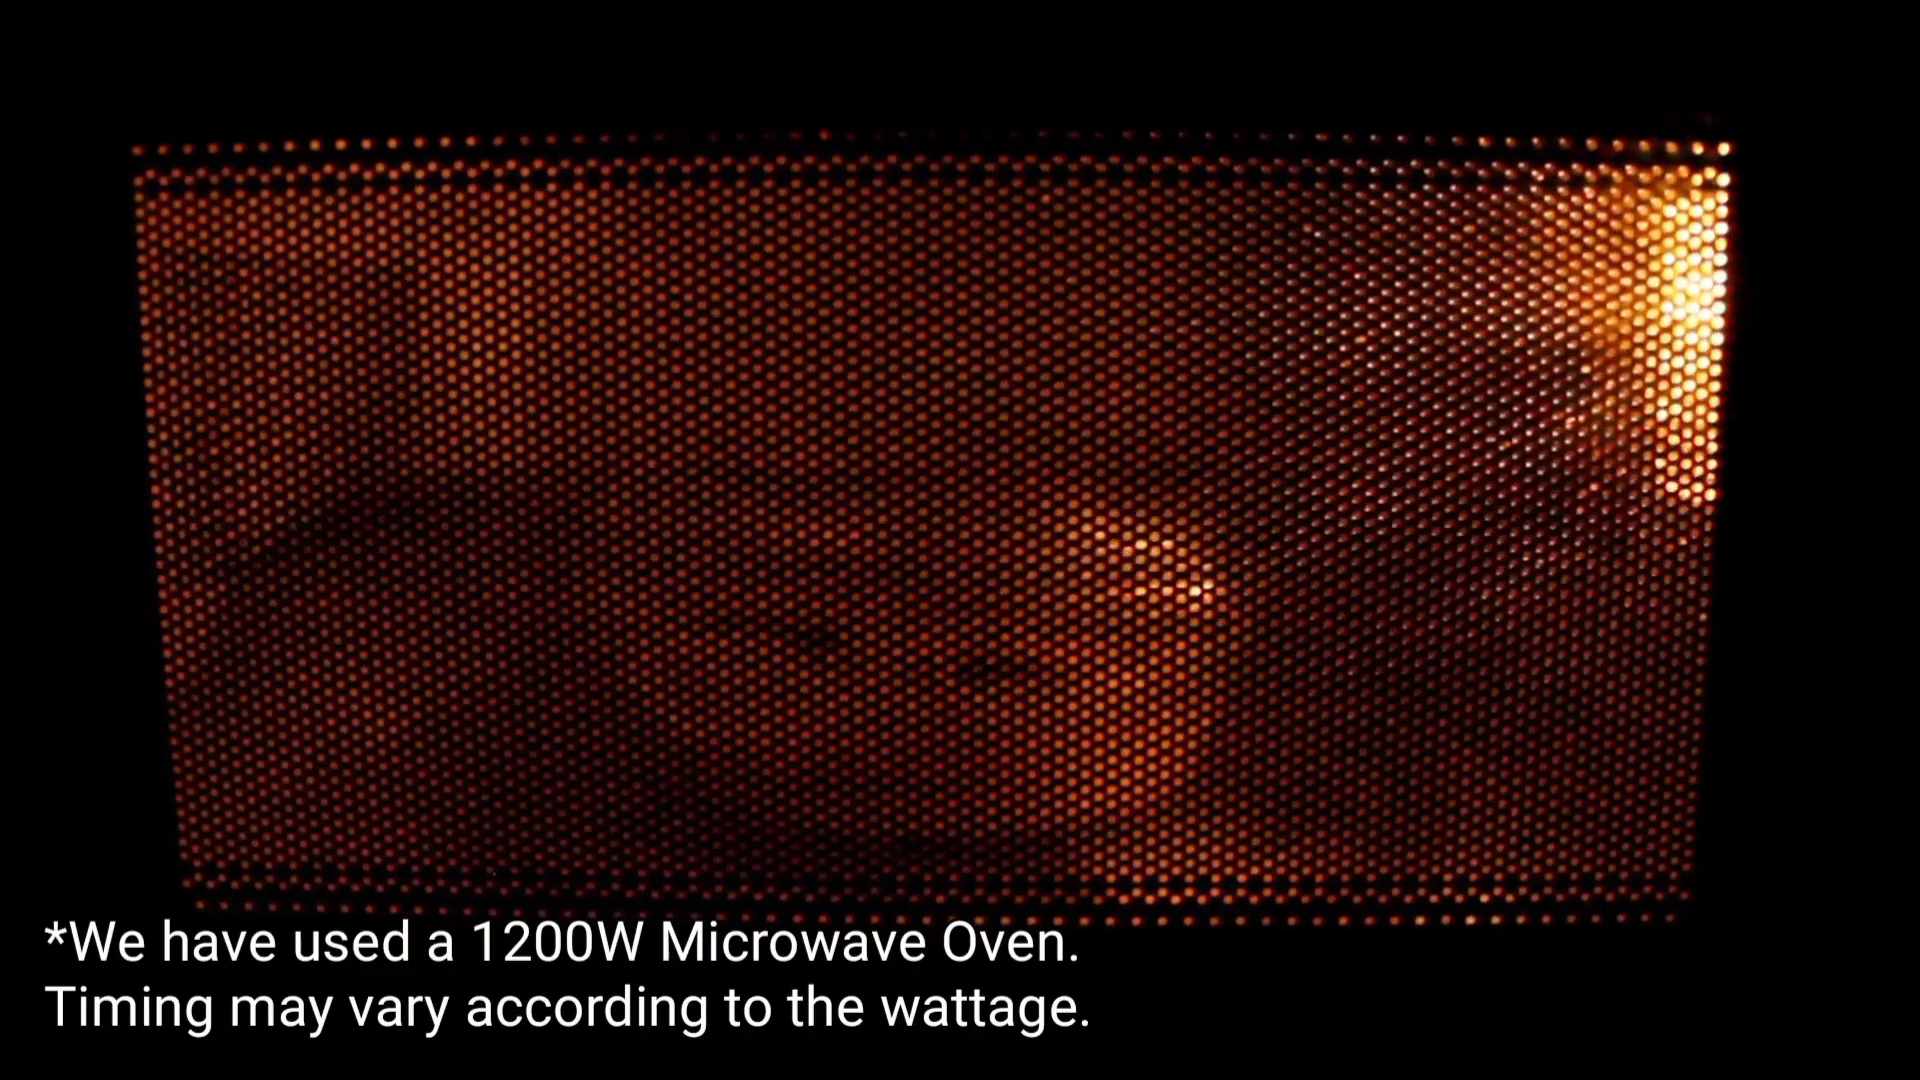 *We have used a 1200W Microwave Oven.
Timing may vary according to the wattage.